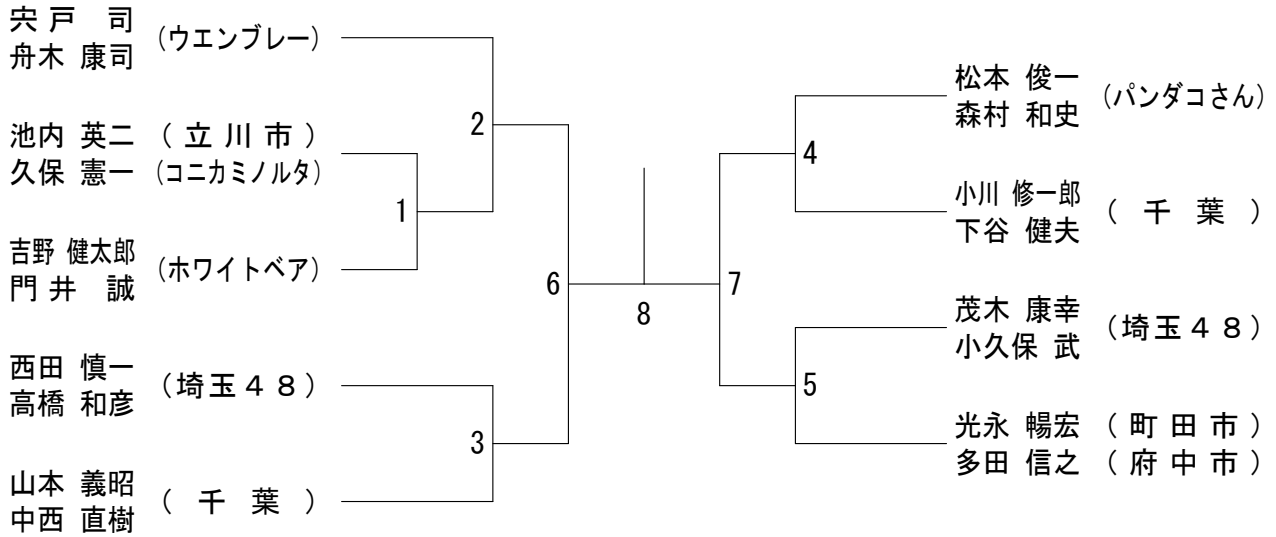 宍戸 司
舟木 康司
(ウエンブレー)
池内 英二 (立川市)
久保 憲一 (コニカミノルタ)
吉野 健太郎
門井 誠
(ホワイトベア)
西田 慎一
高橋 和彦
(埼玉48)
山本 義昭
中西 直樹
(千葉)
1
2
3
6
8
7
4
5
松本 俊一
森村 和史
(パンダコさん)
小川 修一郎
下谷 健夫
(千葉)
茂木 康幸
小久保 武
(埼玉48)
光永 暢宏 (町田市)
多田 信之 (府中市)